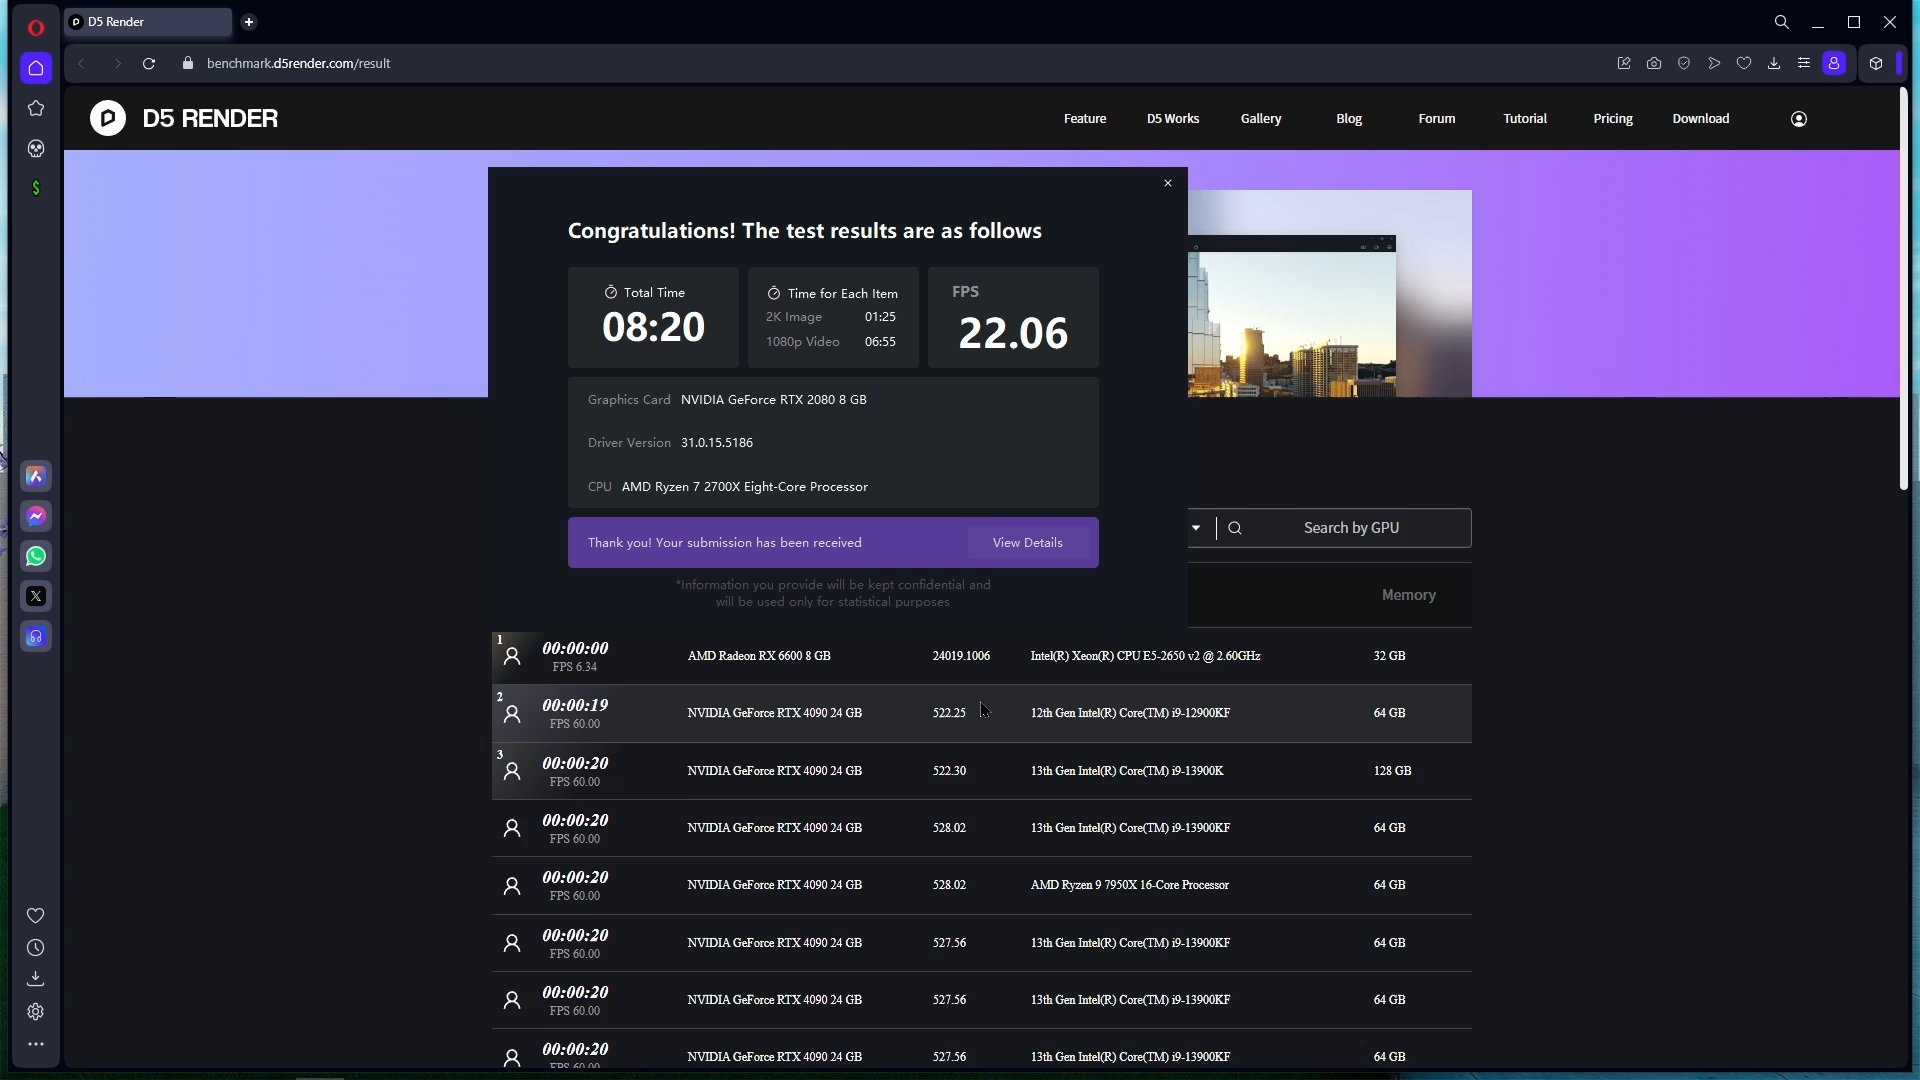 D5 Render
benchmark.d5render.com/result
D5 RENDER
Feature
D5 Works
Gallery
Blog
Forum
Tutorial
Pricing
Download
Congratulations! The test results are as follows
Total Time
08:20
Time for Each Item
2K Image 01:25
1080p Video 06:55
FPS
22.06
Graphics Card NVIDIA GeForce RTX 2080 8 GB
Driver Version 31.0.15.5186
CPU AMD Ryzen 7 2700X Eight-Core Processor
Thank you! Your submission has been received View Details
*Information you provide will be kept confidential and
will be used only for statistical purposes
Search by GPU
Memory
1
00:00:00 AMD Radeon RX 6600 8 GB 24019.1006 Intel(R) Xeon(R) CPU E5-2650 v2 @ 2.60GHz 32 GB
FPS 6.34
2
00:00:19 NVIDIA GeForce RTX 4090 24 GB 522.25 12th Gen Intel(R) Core(TM) i9-12900KF 64 GB
FPS 60.00
3
00:00:20 NVIDIA GeForce RTX 4090 24 GB 522.30 13th Gen Intel(R) Core(TM) i9-13900K 128 GB
FPS 60.00
00:00:20 NVIDIA GeForce RTX 4090 24 GB 528.02 13th Gen Intel(R) Core(TM) i9-13900KF 64 GB
FPS 60.00
00:00:20 NVIDIA GeForce RTX 4090 24 GB 528.02 AMD Ryzen 9 7950X 16-Core Processor 64 GB
FPS 60.00
00:00:20 NVIDIA GeForce RTX 4090 24 GB 527.56 13th Gen Intel(R) Core(TM) i9-13900KF 64 GB
FPS 60.00
00:00:20 NVIDIA GeForce RTX 4090 24 GB 527.56 13th Gen Intel(R) Core(TM) i9-13900KF 64 GB
FPS 60.00
00:00:20 NVIDIA GeForce RTX 4090 24 GB 527.56 13th Gen Intel(R) Core(TM) i9-13900KF 64 GB
FPS 60.00